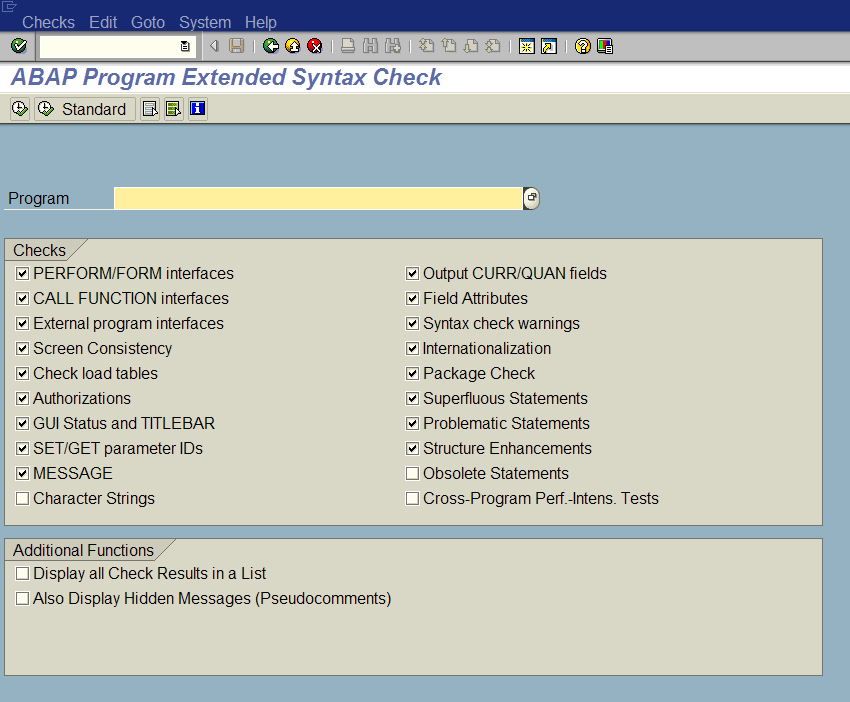 Checks Edit Goto System Help
ABAP Program Extended Syntax Check
Standard
Program
Checks
PERFORM/FORM interfaces
CALL FUNCTION interfaces
External program interfaces
Screen Consistency
Check load tables
Authorizations
GUI Status and TITLEBAR
SET/GET parameter IDs
MESSAGE
Character Strings
Output CURR/QUAN fields
Field Attributes
Syntax check warnings
Internationalization
Package Check
Superfluous Statements
Problematic Statements
Structure Enhancements
Obsolete Statements
Cross-Program Perf.-Intens. Tests
Additional Functions
Display all Check Results in a List
Also Display Hidden Messages (Pseudocomments)